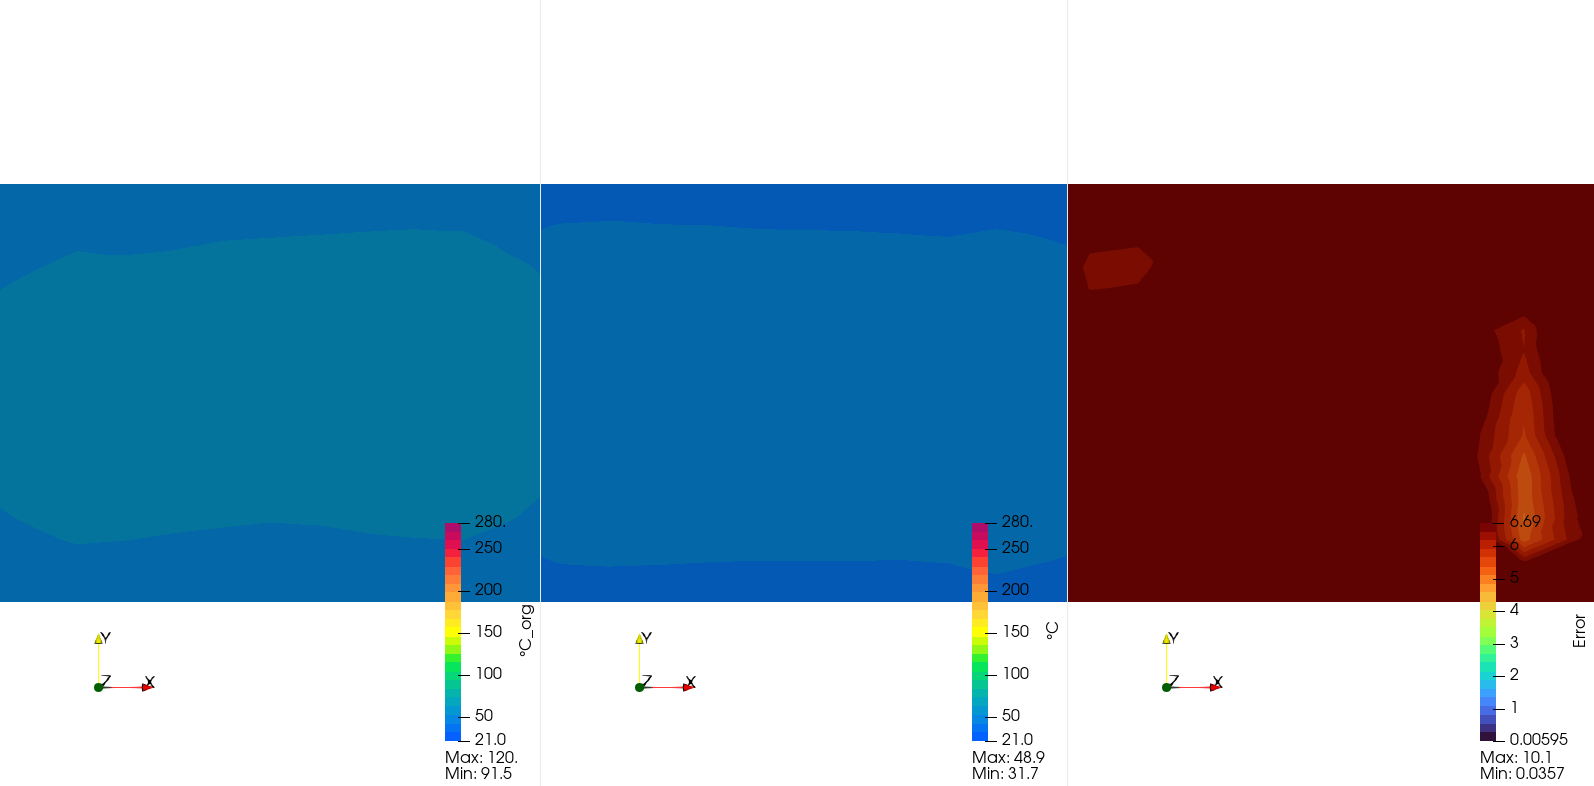 280.
250
200
150
100
50
21.0
°C_org
Max: 120.
Min: 91.5
Y
Z
X
280.
250
200
150
100
50
21.0
°C
Max: 48.9
Min: 31.7
Y
Z
X
6.69
6
5
4
3
2
1
0.00595
Error
Max: 10.1
Min: 0.0357
Y
Z
X